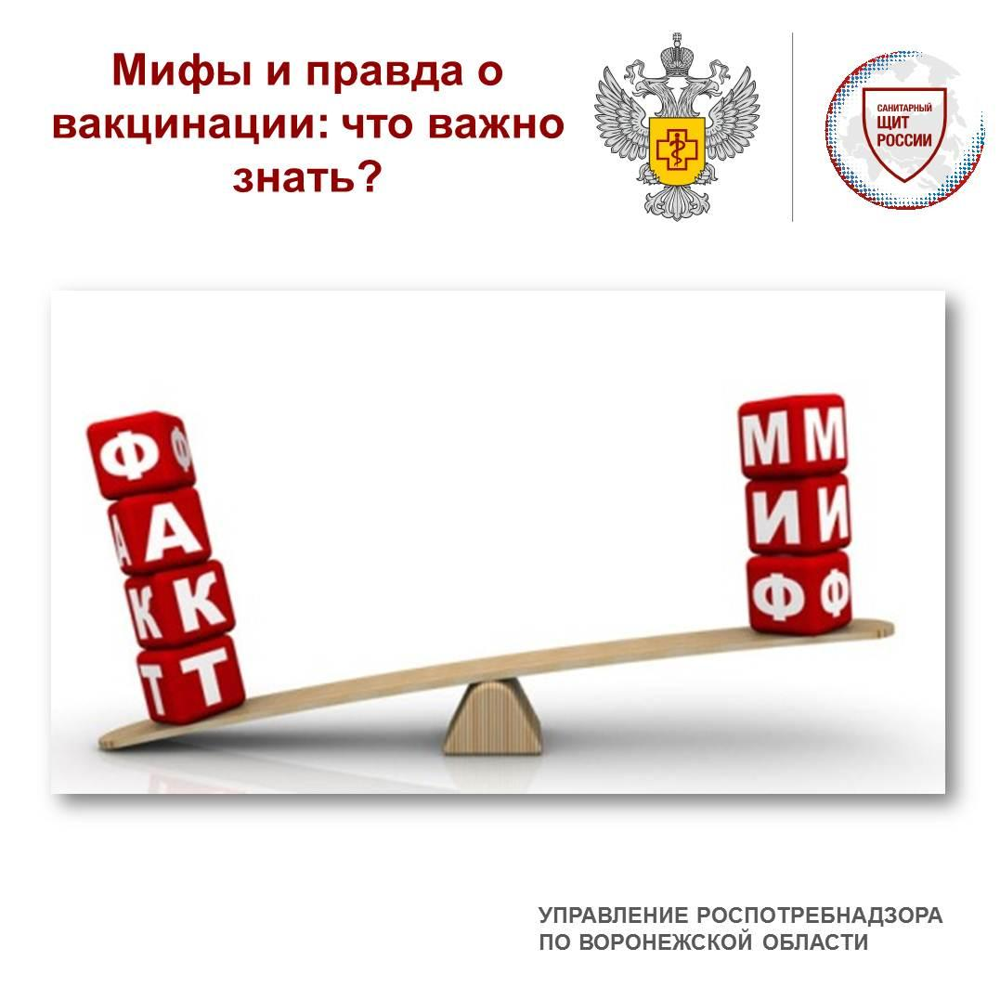 Мифы и правда о
вакцинации: что важно
знать?
САНИТАРНЫЙ
ЩИТ
РОССИИ
Ф Ф
А А
К К
Т Т
М М
И И
Ф Ф
УПРАВЛЕНИЕ РОСПОТРЕБНАДЗОРА
ПО ВОРОНЕЖСКОЙ ОБЛАСТИ